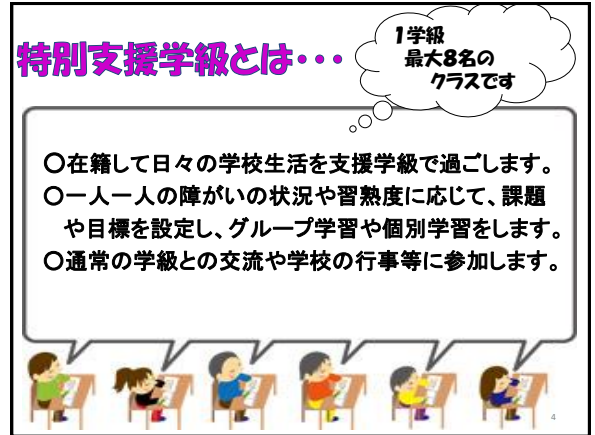 特別支援学級とは・・・
1学級
最大8名の
クラスです
〇在籍して日々の学校生活を支援学級で過ごします。
〇一人一人の障がいの状況や習熟度に応じて、課題
や目標を設定し、グループ学習や個別学習をします。
〇通常の学級との交流や学校の行事等に参加します。
4